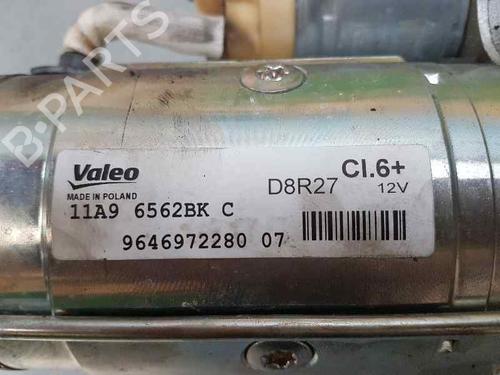 B-PARTS
Valeo
MADE IN POLAND
D8R27
Cl.6+
12V
11A9 6562BK C
9646972280 07